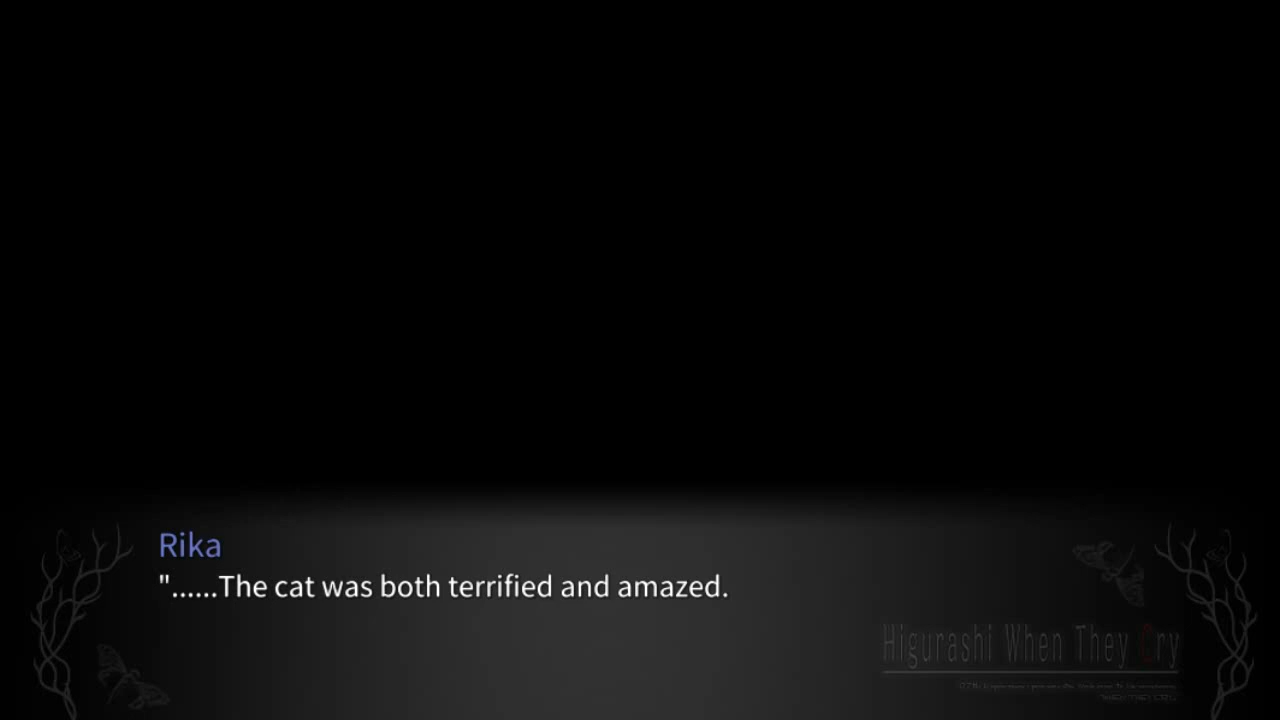 Rika
"......The cat was both terrified and amazed.
Higurashi When They Cry